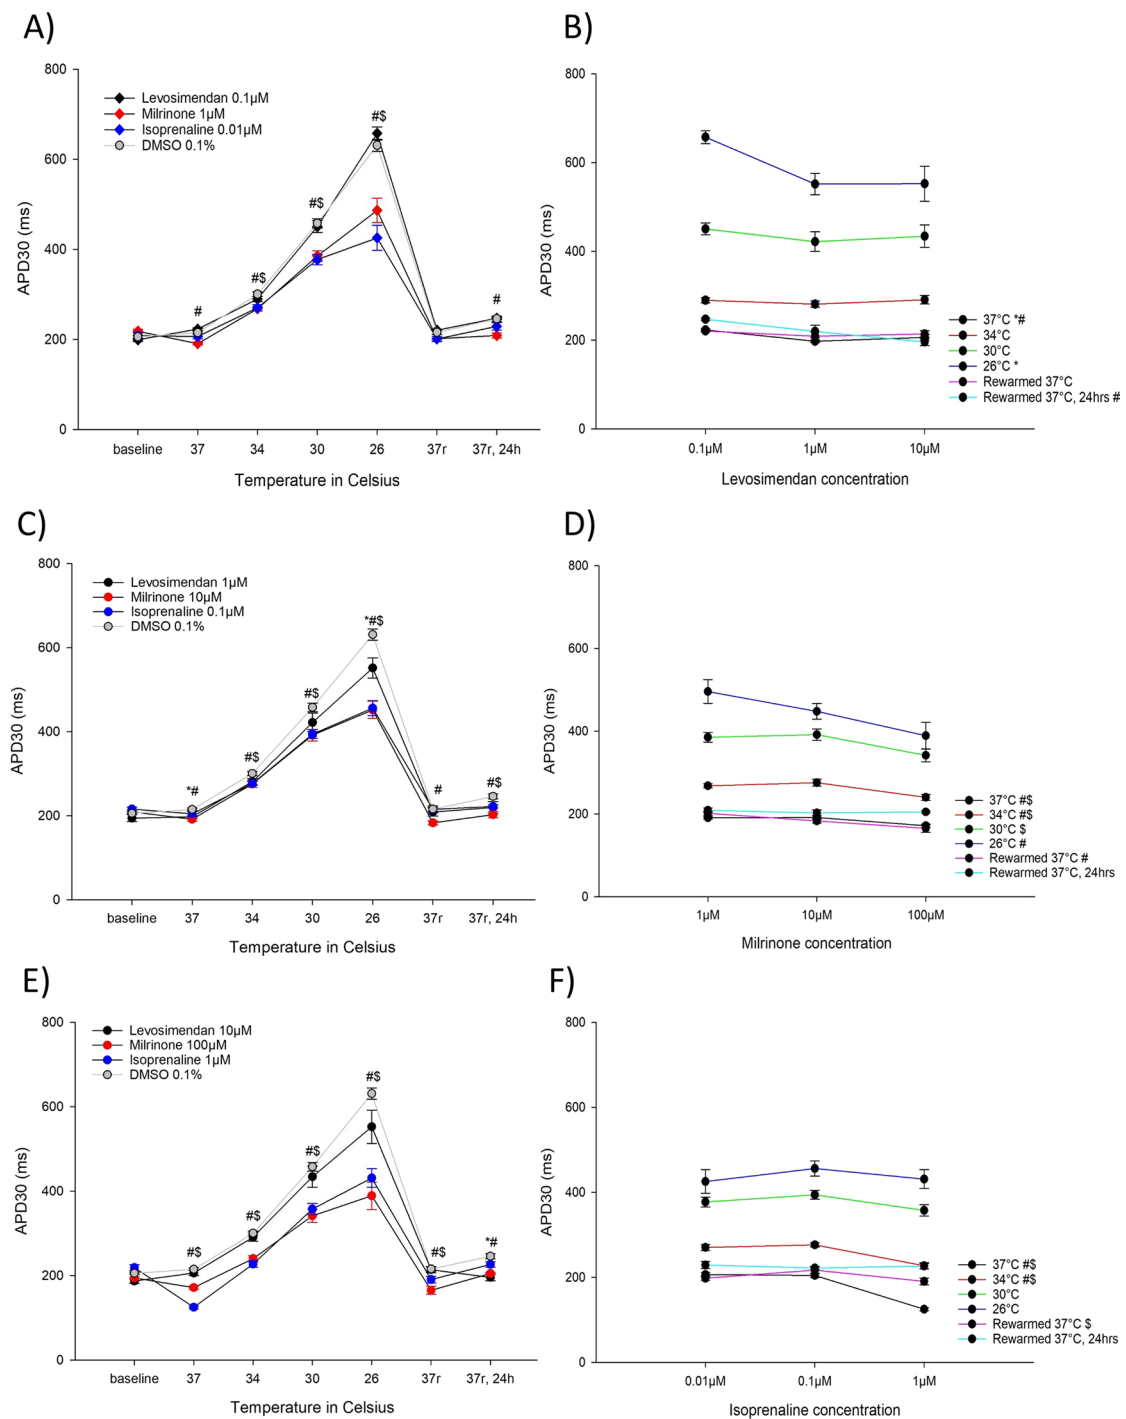 A)
800
600
400
200
0
APD30 (ms)
Levosimendan 0.1µM
Milrinone 1µM
Isoprenaline 0.01µM
DMSO 0.1%
#
#$
#$
#$
#
baseline 37 34 30 26 37r 37r, 24h
Temperature in Celsius
B)
800
600
400
200
0
APD30 (ms)
37°C *#
34°C
30°C
26°C *
Rewarmed 37°C
Rewarmed 37°C, 24hrs #
0.1µM 1µM 10µM
Levosimendan concentration
C)
800
600
400
200
0
APD30 (ms)
Levosimendan 1µM
Milrinone 10µM
Isoprenaline 0.1µM
DMSO 0.1%
*#
#$
#$
*#$
#
#$
baseline 37 34 30 26 37r 37r, 24h
Temperature in Celsius
D)
800
600
400
200
0
APD30 (ms)
37°C #$
34°C #$
30°C $
26°C #
Rewarmed 37°C #
Rewarmed 37°C, 24hrs
1µM 10µM 100µM
Milrinone concentration
E)
800
600
400
200
0
APD30 (ms)
Levosimendan 10µM
Milrinone 100µM
Isoprenaline 1µM
DMSO 0.1%
#$
#$
#$
#$
#$
*#
baseline 37 34 30 26 37r 37r, 24h
Temperature in Celsius
F)
800
600
400
200
0
APD30 (ms)
37°C #$
34°C #$
30°C
26°C
Rewarmed 37°C $
Rewarmed 37°C, 24hrs
0.01µM 0.1µM 1µM
Isoprenaline concentration